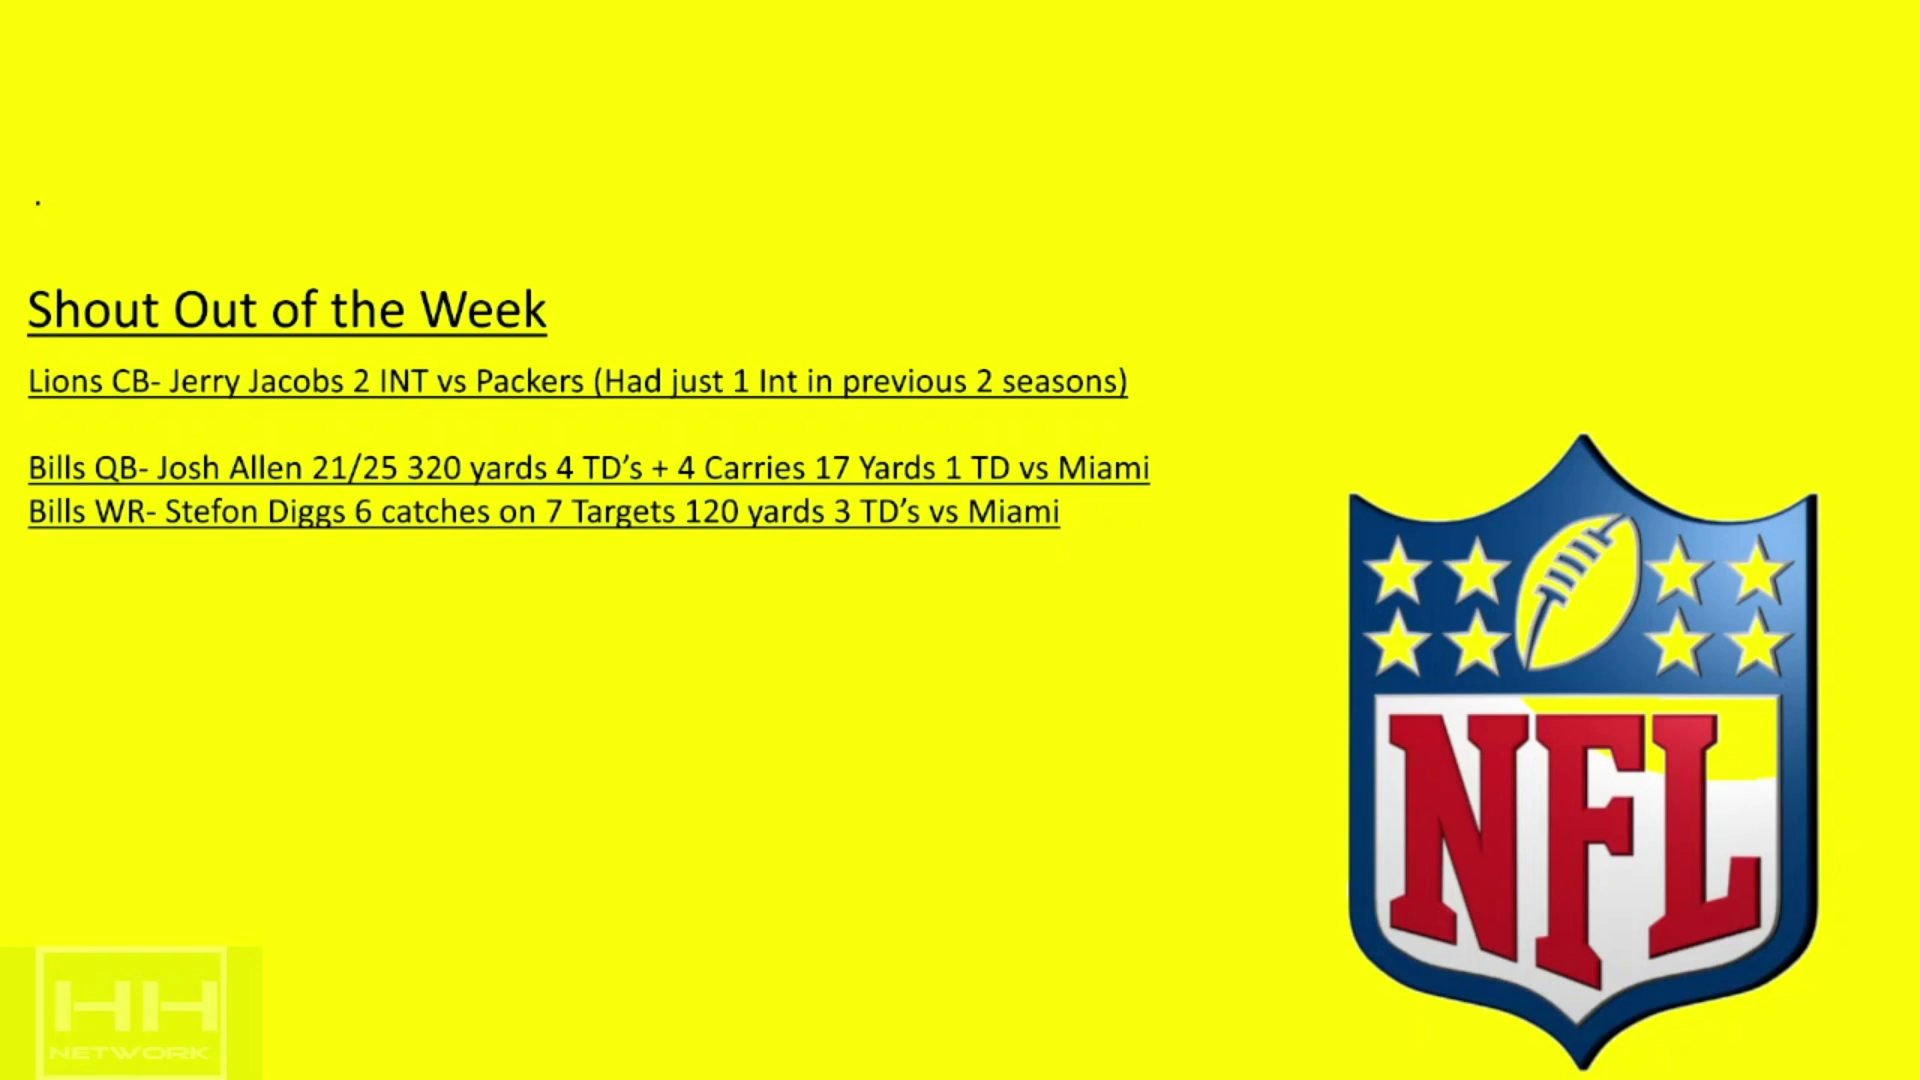 .
Shout Out of the Week
Lions CB- Jerry Jacobs 2 INT vs Packers (Had just 1 Int in previous 2 seasons)
Bills QB- Josh Allen 21/25 320 yards 4 TD’s + 4 Carries 17 Yards 1 TD vs Miami
Bills WR- Stefon Diggs 6 catches on 7 Targets 120 yards 3 TD’s vs Miami
NFL
HH
NETWORK